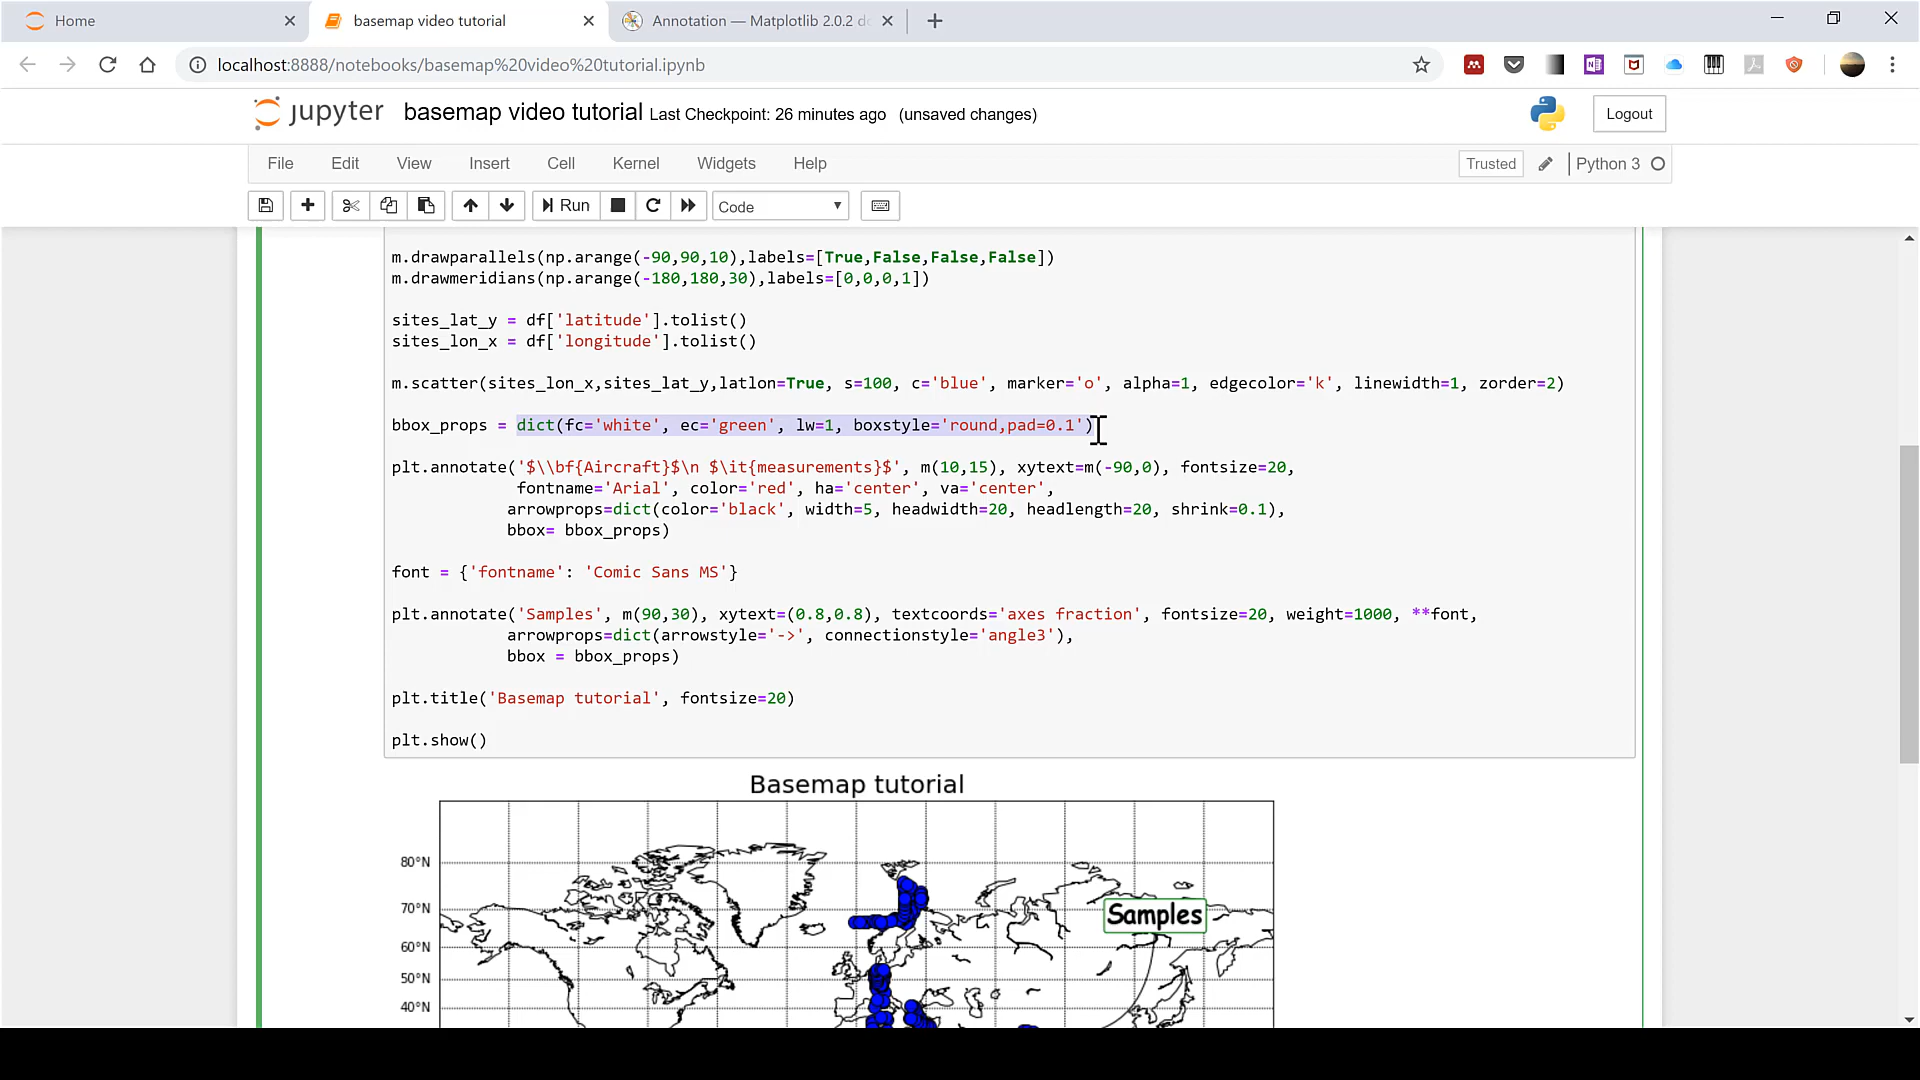 Home
basemap video tutorial
Annotation — Matplotlib 2.0.2 d
localhost:8888/notebooks/basemap%20video%20tutorial.ipynb
jupyter basemap video tutorial Last Checkpoint: 26 minutes ago (unsaved changes)
Logout
File Edit View Insert Cell Kernel Widgets Help
Trusted Python 3
Run Code
m.drawparallels(np.arange(-90,90,10),labels=[True,False,False,False])
m.drawmeridians(np.arange(-180,180,30),labels=[0,0,0,1])
sites_lat_y = df['latitude'].tolist()
sites_lon_x = df['longitude'].tolist()
m.scatter(sites_lon_x,sites_lat_y,latlon=True, s=100, c='blue', marker='o', alpha=1, edgecolor='k', linewidth=1, zorder=2)
bbox_props = dict(fc='white', ec='green', lw=1, boxstyle='round,pad=0.1')
plt.annotate('$\\bf{Aircraft}$\n $\it{measurements}$', m(10,15), xytext=m(-90,0), fontsize=20,
fontname='Arial', color='red', ha='center', va='center',
arrowprops=dict(color='black', width=5, headwidth=20, headlength=20, shrink=0.1),
bbox= bbox_props)
font = {'fontname': 'Comic Sans MS'}
plt.annotate('Samples', m(90,30), xytext=(0.8,0.8), textcoords='axes fraction', fontsize=20, weight=1000, **font,
arrowprops=dict(arrowstyle='->', connectionstyle='angle3'),
bbox = bbox_props)
plt.title('Basemap tutorial', fontsize=20)
plt.show()
Basemap tutorial
80°N
70°N
Samples
60°N
50°N
40°N